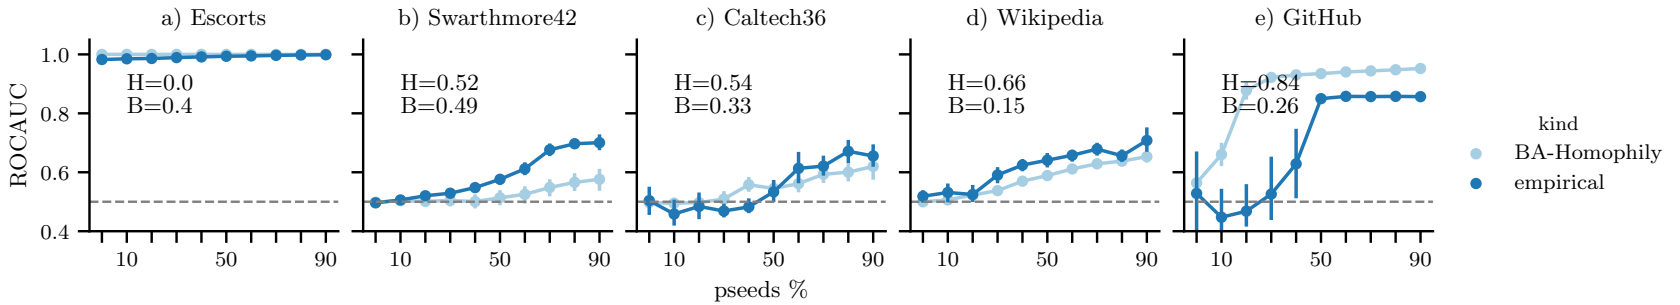 a) Escorts
b) Swarthmore42
c) Caltech36
d) Wikipedia
e) GitHub
ROCAUC
1.0
0.8
0.6
0.4
H=0.0
B=0.4
H=0.52
B=0.49
H=0.54
B=0.33
H=0.66
B=0.15
H=0.84
B=0.26
10 50 90
10 50 90
10 50 90
10 50 90
10 50 90
pseeds %
kind
BA-Homophily
empirical